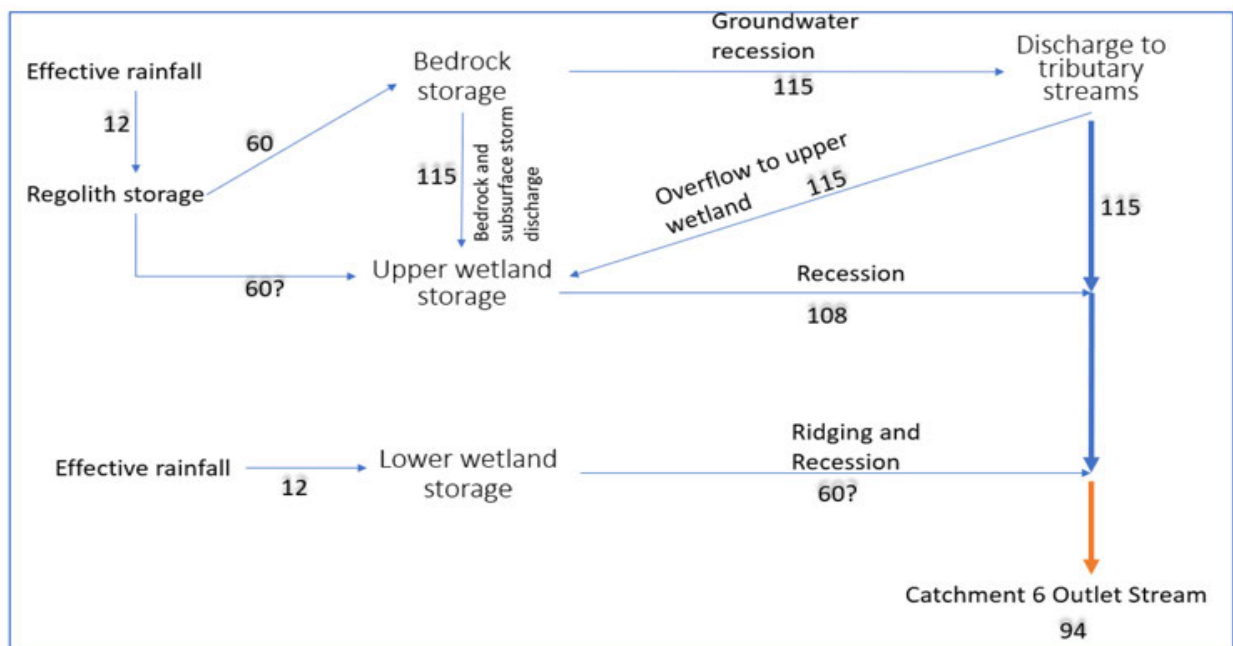 Groundwater
recession
115
Discharge to
tributary
streams
Bedrock
storage
Effective rainfall
12
60
Regolith storage
115
Bedrock and
subsurface storm
discharge
Overflow to upper
wetland
115
115
60?
Upper wetland
storage
Recession
108
Effective rainfall
12
Lower wetland
storage
Ridging and
Recession
60?
Catchment 6 Outlet Stream
94